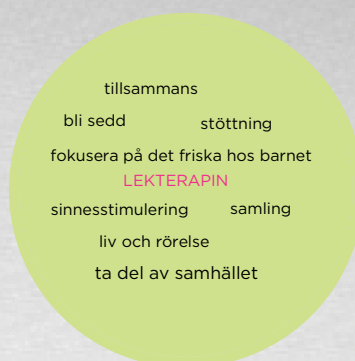 tillsammans
bli sedd stöttning
fokusera på det friska hos barnet
LEKTERAPIN
sinnesstimulering samling
liv och rörelse
ta del av samhället